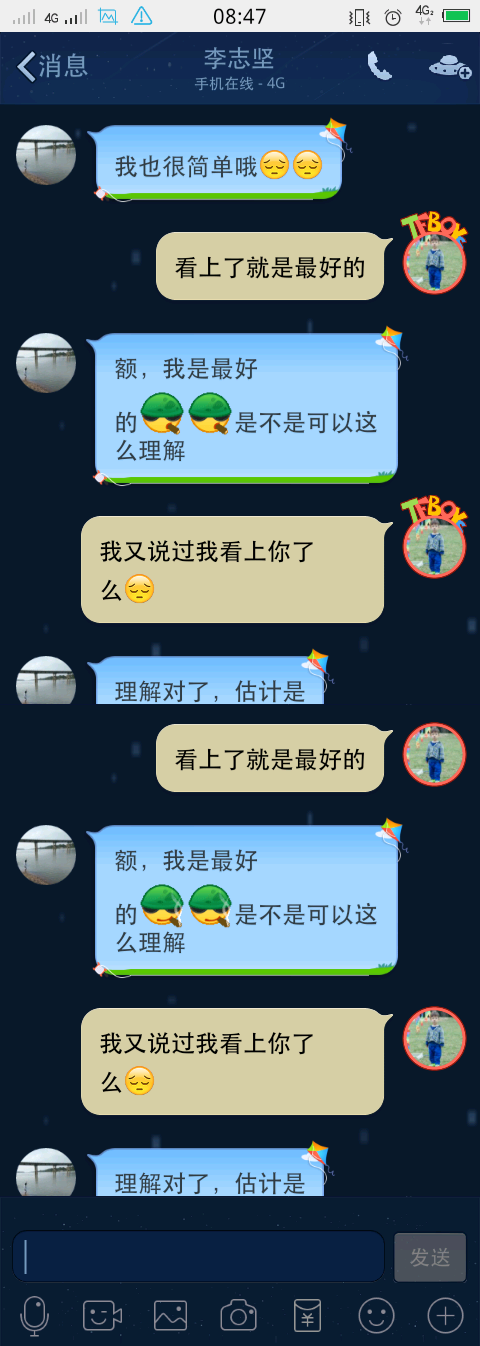 4G 08:47 4G2
消息 李志坚
手机在线 - 4G
我也很简单哦
TFBOY
看上了就是最好的
额，我是最好
的是不是可以这
么理解
TFBOY
我又说过我看上你了
么
理解对了，估计是
看上了就是最好的
额，我是最好
的是不是可以这
么理解
我又说过我看上你了
么
理解对了，估计是
发送